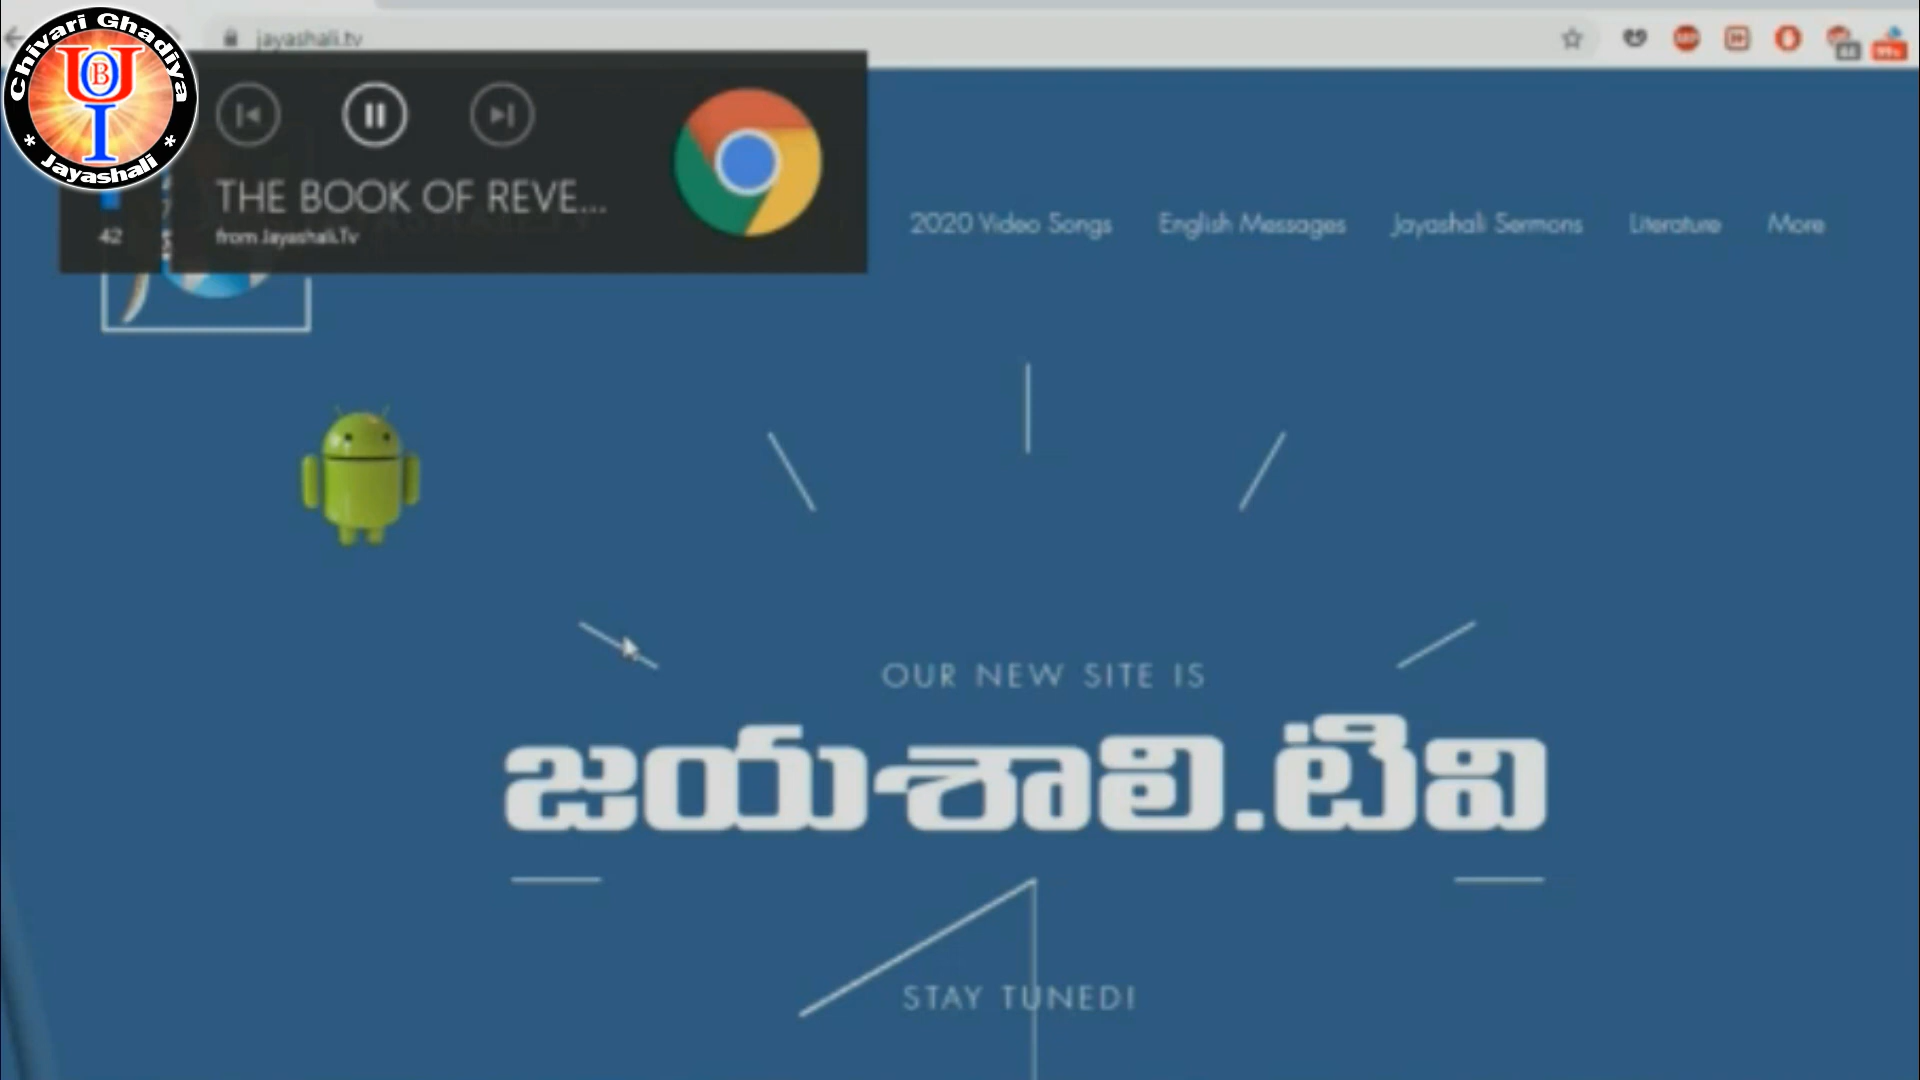 Chivari Ghadiya
UOI
B
* Jayashali *
jayashali.tv
THE BOOK OF REVE...
from Jayashali.Tv
42
2020 Video Songs English Messages Jayashali Sermons Literature More
OUR NEW SITE IS
జయశాలి.టివి
STAY TUNED!